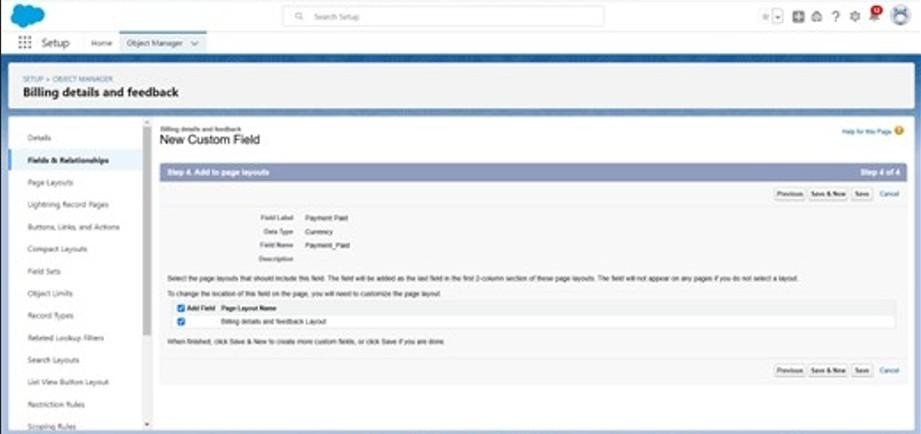 Search Setup
12
Setup
Home
Object Manager
SETUP > OBJECT MANAGER
Billing details and feedback
Details
Fields & Relationships
Page Layouts
Lightning Record Pages
Buttons, Links, and Actions
Compact Layouts
Field Sets
Object Limits
Record Types
Related Lookup Filters
Search Layouts
List View Button Layout
Restriction Rules
Scoping Rules
Billing details and feedback
New Custom Field
Help for this Page
Step 4. Add to page layouts
Step 4 of 4
Previous Save & New Save Cancel
Field Label Payment Paid
Data Type Currency
Field Name Payment_Paid
Description
Select the page layouts that should include this field. The field will be added as the last field in the first 2-column section of these page layouts. The field will not appear on any pages if you do not select a layout.
To change the location of this field on the page, you will need to customize the page layout.
Add Field Page Layout Name
Billing details and feedback Layout
When finished, click Save & New to create more custom fields, or click Save if you are done.
Previous Save & New Save Cancel